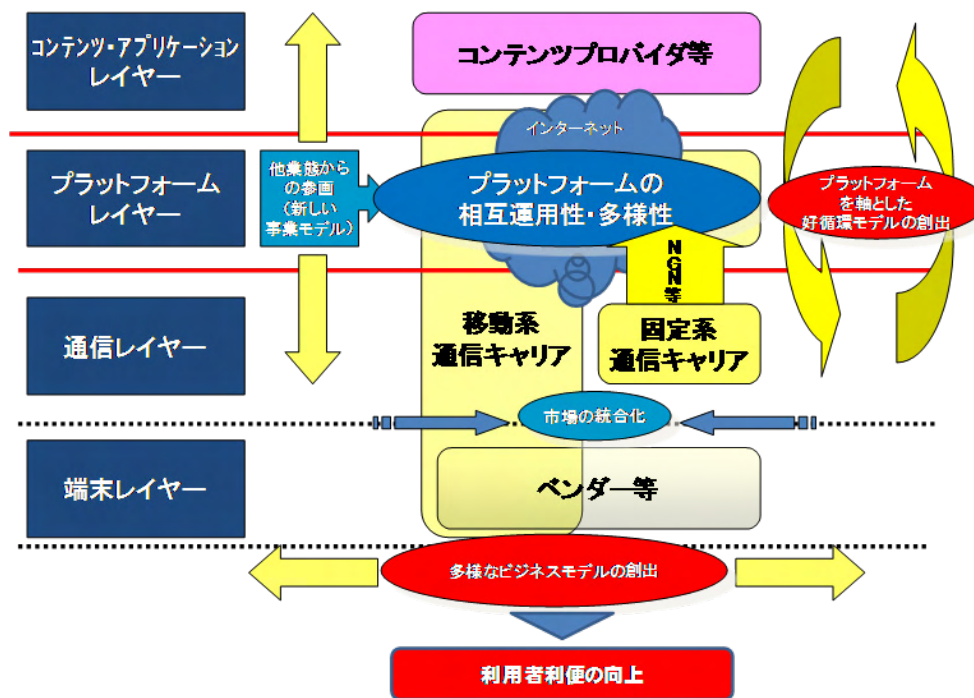 コンテンツ・アプリケーション
レイヤー
コンテンツプロバイダ等
インターネット
プラットフォーム
レイヤー
他業態から
の参画
（新しい
事業モデル）
プラットフォームの
相互運用性・多様性
プラットフォーム
を軸とした
好循環モデルの創出
NGN等
通信レイヤー
移動系
通信キャリア
固定系
通信キャリア
市場の統合化
端末レイヤー
ベンダー等
多様なビジネスモデルの創出
利用者利便の向上